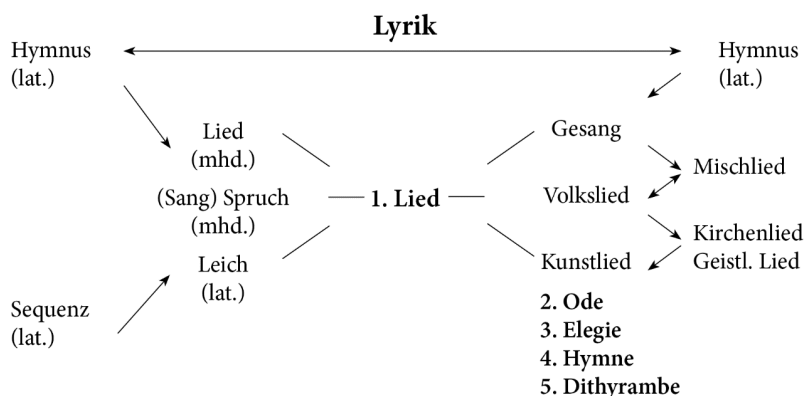 Lyrik
Hymnus
(lat.)
Hymnus
(lat.)
Lied
(mhd.)
(Sang) Spruch
(mhd.)
Leich
(lat.)
Sequenz
(lat.)
1. Lied
Gesang
Mischlied
Volkslied
Kirchenlied
Geistl. Lied
Kunstlied
2. Ode
3. Elegie
4. Hymne
5. Dithyrambe